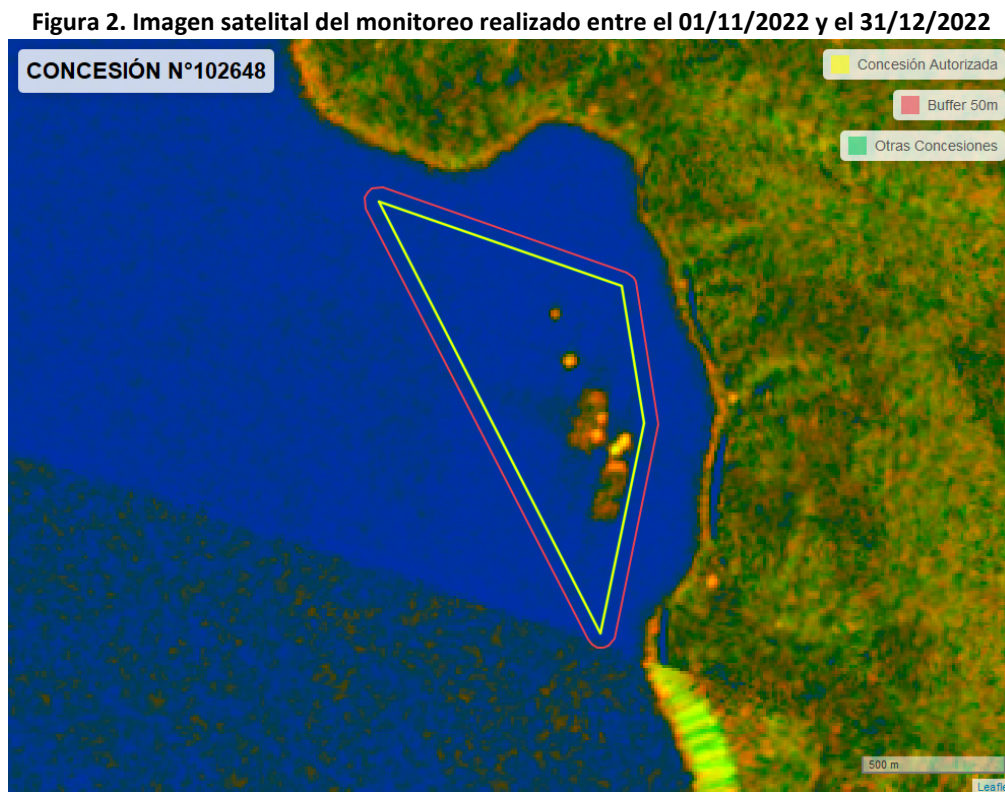 Figura 2. Imagen satelital del monitoreo realizado entre el 01/11/2022 y el 31/12/2022
CONCESIÓN N°102648
Concesión Autorizada
Buffer 50m
Otras Concesiones
500 m